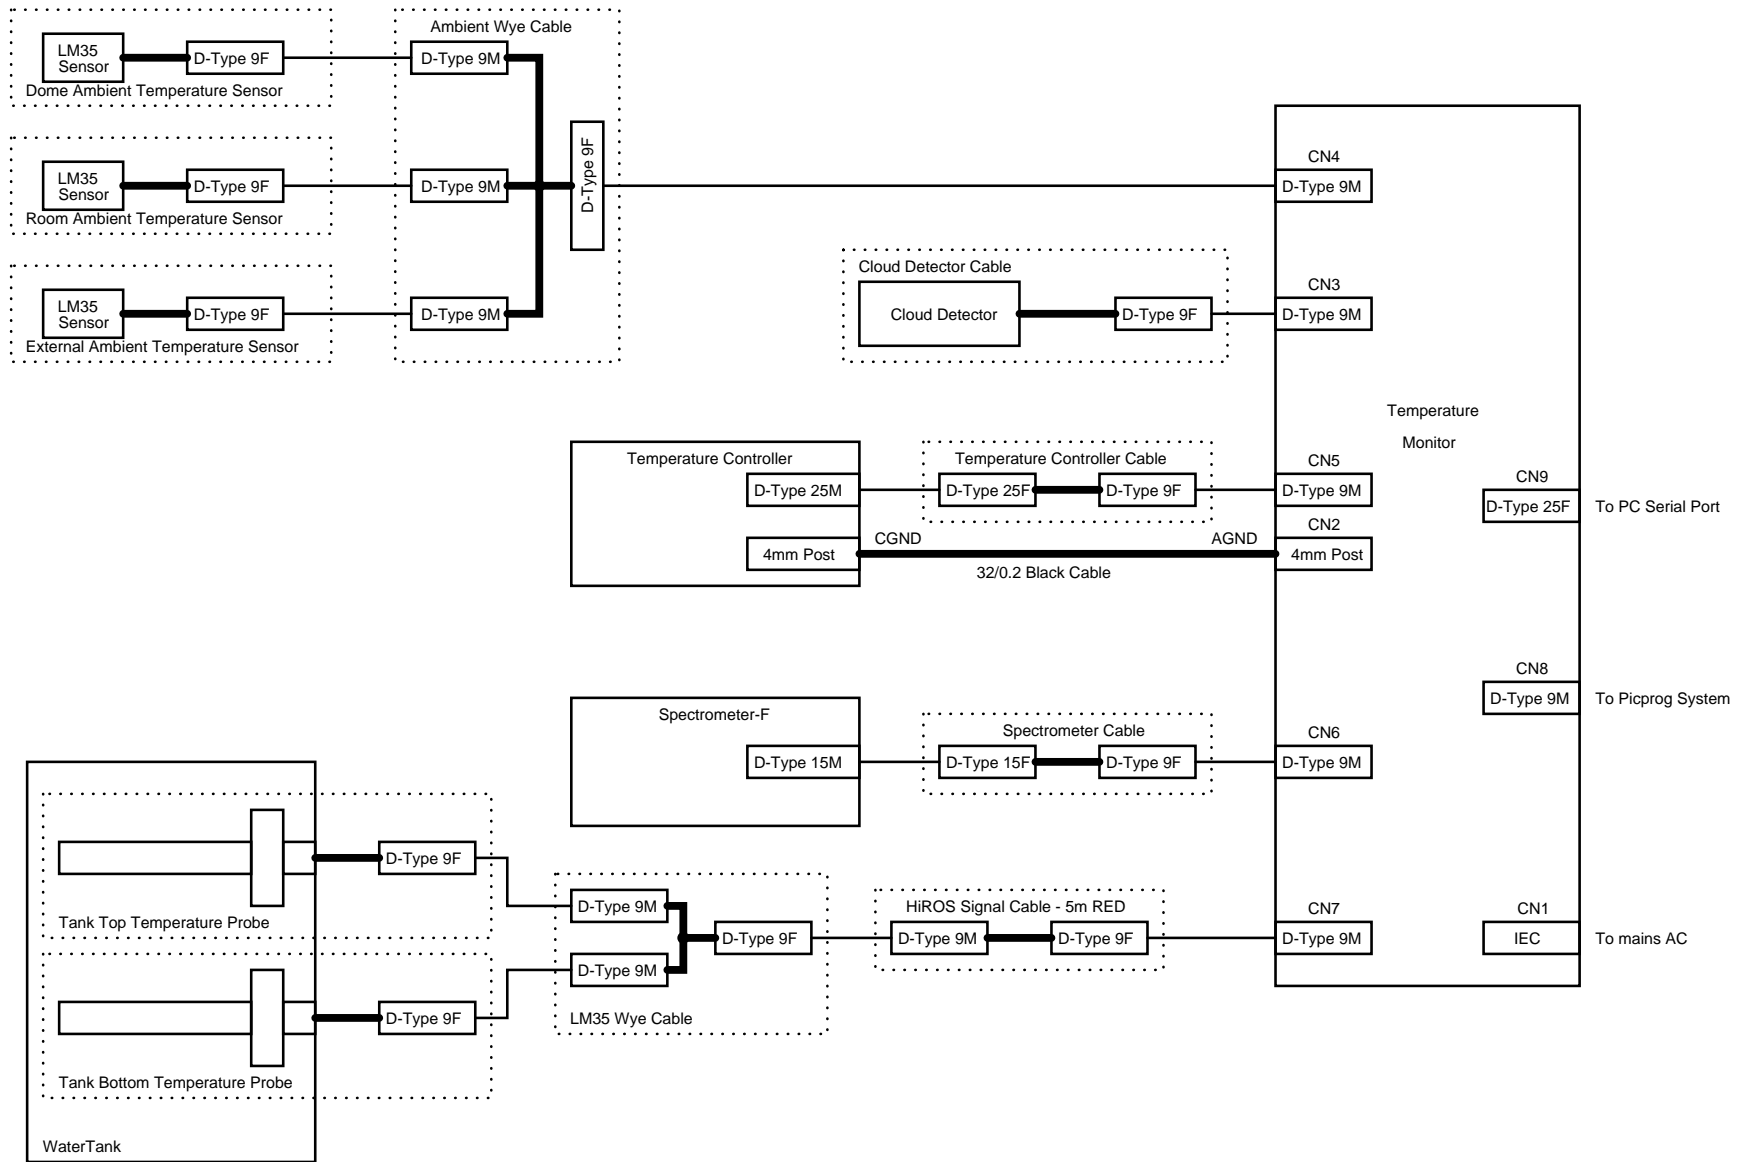 Ambient Wye Cable
LM35
Sensor
D-Type 9F
D-Type 9M
Dome Ambient Temperature Sensor
LM35
Sensor
D-Type 9F
D-Type 9M
D-Type 9F
Room Ambient Temperature Sensor
LM35
Sensor
D-Type 9F
D-Type 9M
External Ambient Temperature Sensor
CN4
D-Type 9M
Cloud Detector Cable
Cloud Detector
D-Type 9F
CN3
D-Type 9M
Temperature
Monitor
Temperature Controller
D-Type 25M
Temperature Controller Cable
D-Type 25F
D-Type 9F
CN5
D-Type 9M
CN9
D-Type 25F
To PC Serial Port
4mm Post
CGND
AGND
32/0.2 Black Cable
CN2
4mm Post
CN8
D-Type 9M
To Picprog System
Spectrometer-F
D-Type 15M
Spectrometer Cable
D-Type 15F
D-Type 9F
CN6
D-Type 9M
D-Type 9F
Tank Top Temperature Probe
D-Type 9F
Tank Bottom Temperature Probe
WaterTank
D-Type 9M
D-Type 9M
D-Type 9F
LM35 Wye Cable
HiROS Signal Cable - 5m RED
D-Type 9M
D-Type 9F
CN7
D-Type 9M
CN1
IEC
To mains AC